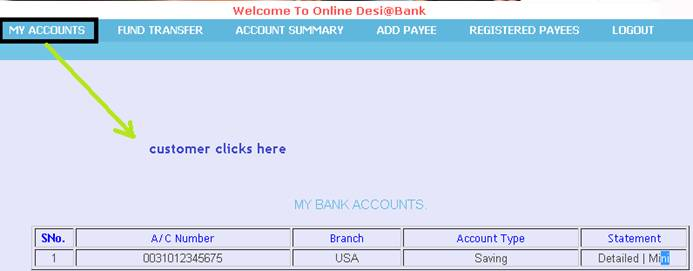 Welcome To Online Desi@Bank
MY ACCOUNTS FUND TRANSFER ACCOUNT SUMMARY ADD PAYEE REGISTERED PAYEES LOGOUT
customer clicks here
MY BANK ACCOUNTS.
SNo. A/C Number Branch Account Type Statement
1 0031012345675 USA Saving Detailed | Mini